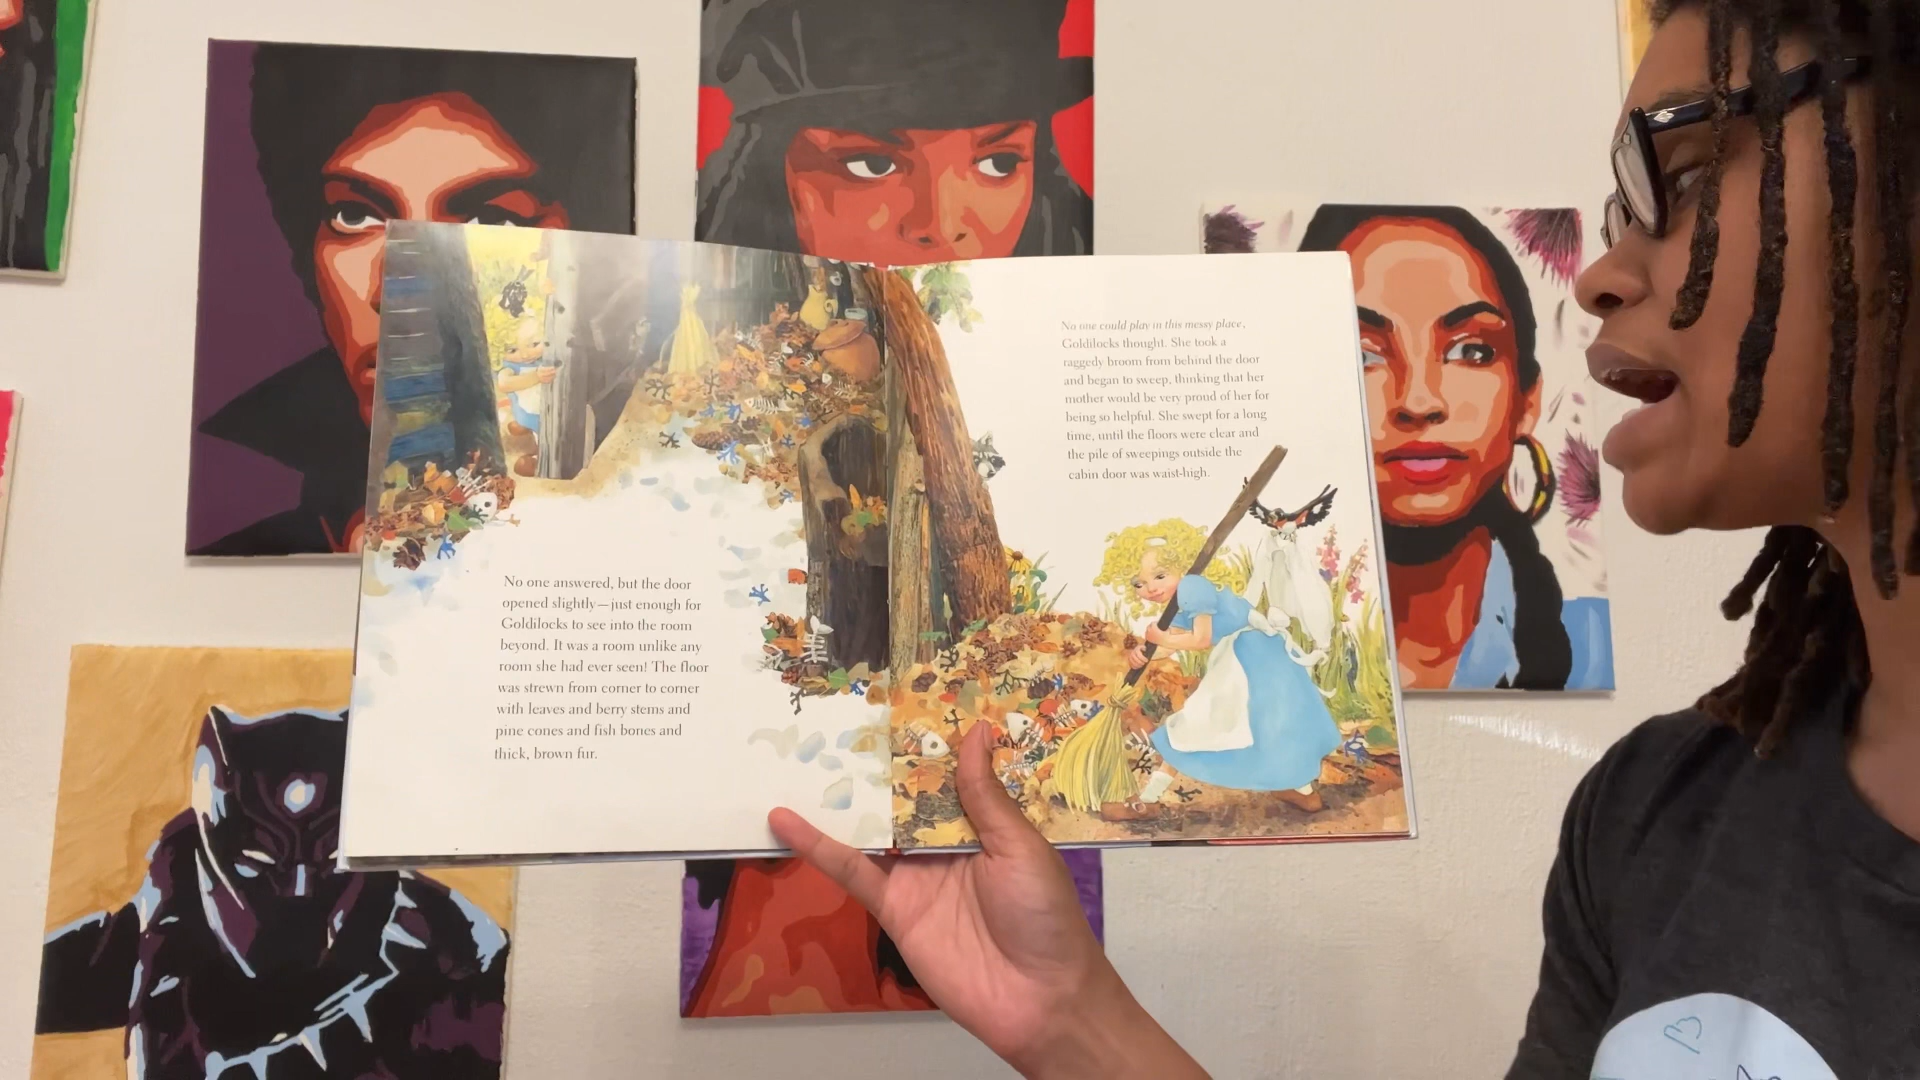 No one answered, but the door
opened slightly—just enough for
Goldilocks to see into the room
beyond. It was a room unlike any
room she had ever seen! The floor
was strewn from corner to corner
with leaves and berry stems and
pine cones and fish bones and
thick, brown fur.
No one could play in this messy place,
Goldilocks thought. She took a
raggedy broom from behind the door
and began to sweep, thinking that her
mother would be very proud of her for
being so helpful. She swept for a long
time, until the floors were clear and
the pile of sweepings outside the
cabin door was waist-high.